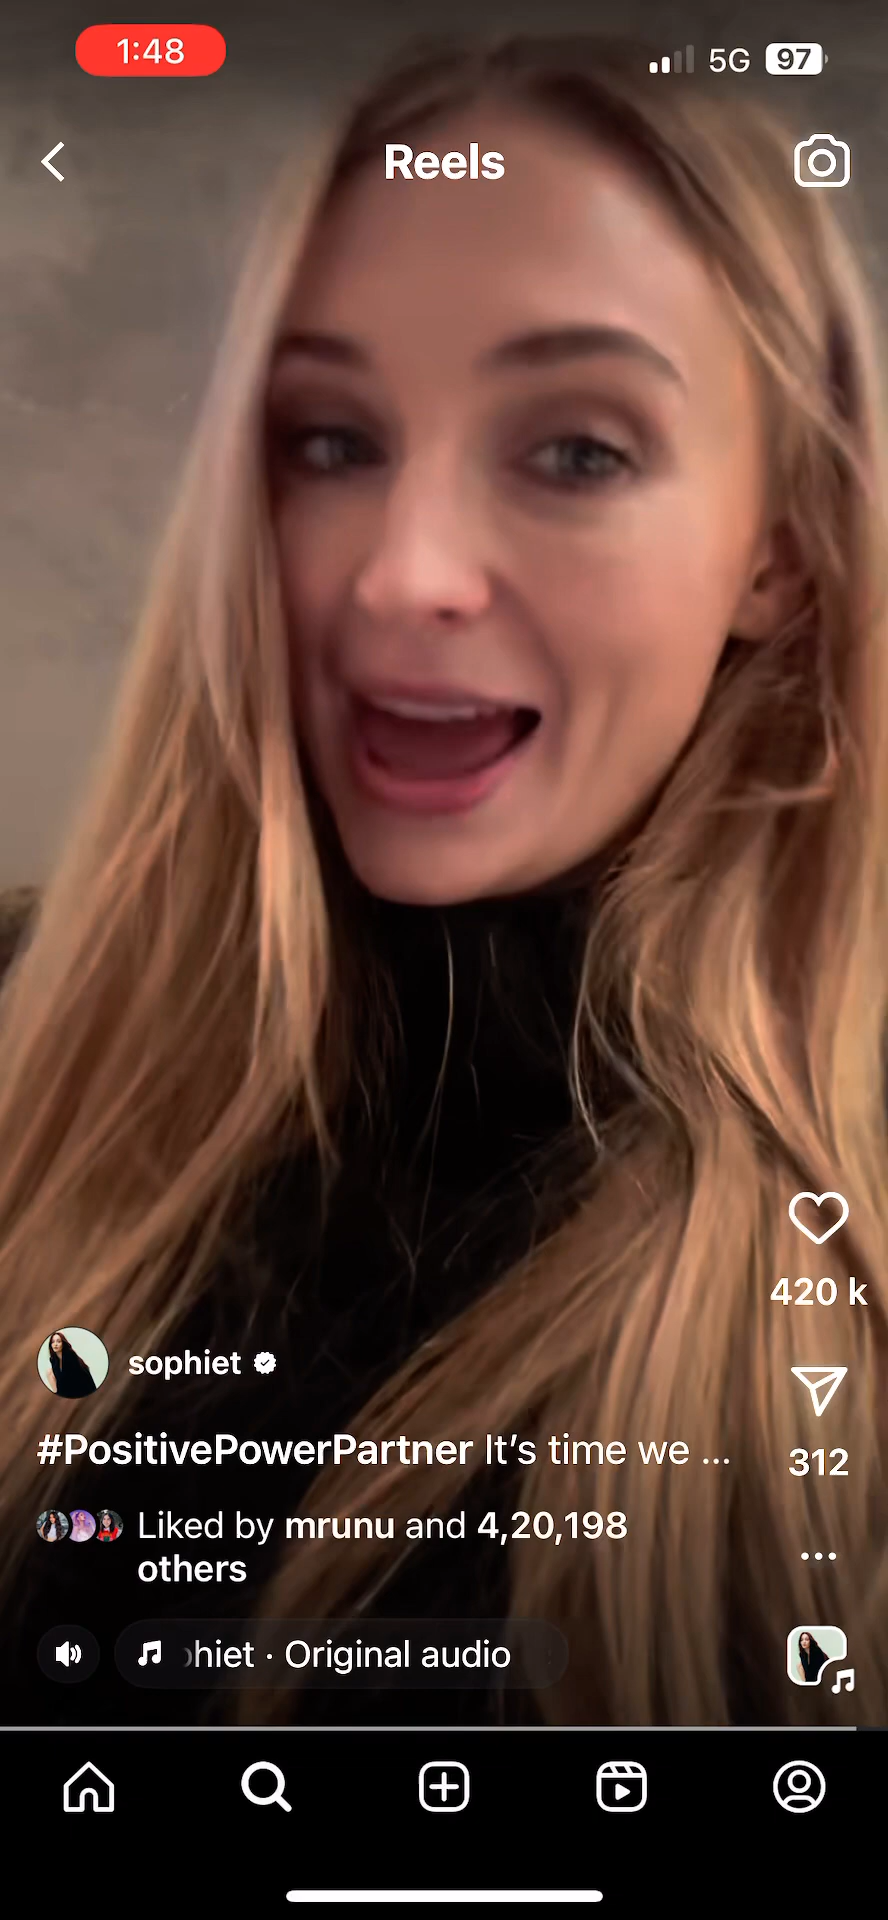 1:48
5G
97
Reels
420 k
sophiet
312
#PositivePowerPartner It’s time we ...
Liked by mrunu and 4,20,198
others
hiet · Original audio